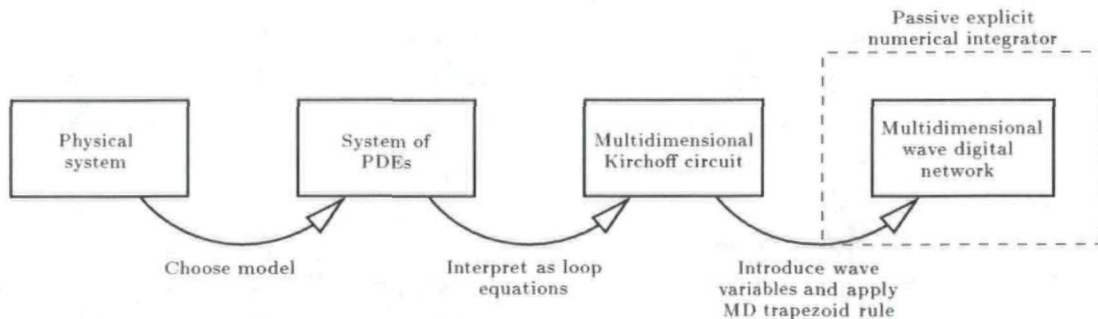 Passive explicit
numerical integrator
Physical
system
System of
PDEs
Multidimensional
Kirchoff circuit
Multidimensional
wave digital
network
Choose model
Interpret as loop
equations
Introduce wave
variables and apply
MD trapezoid rule